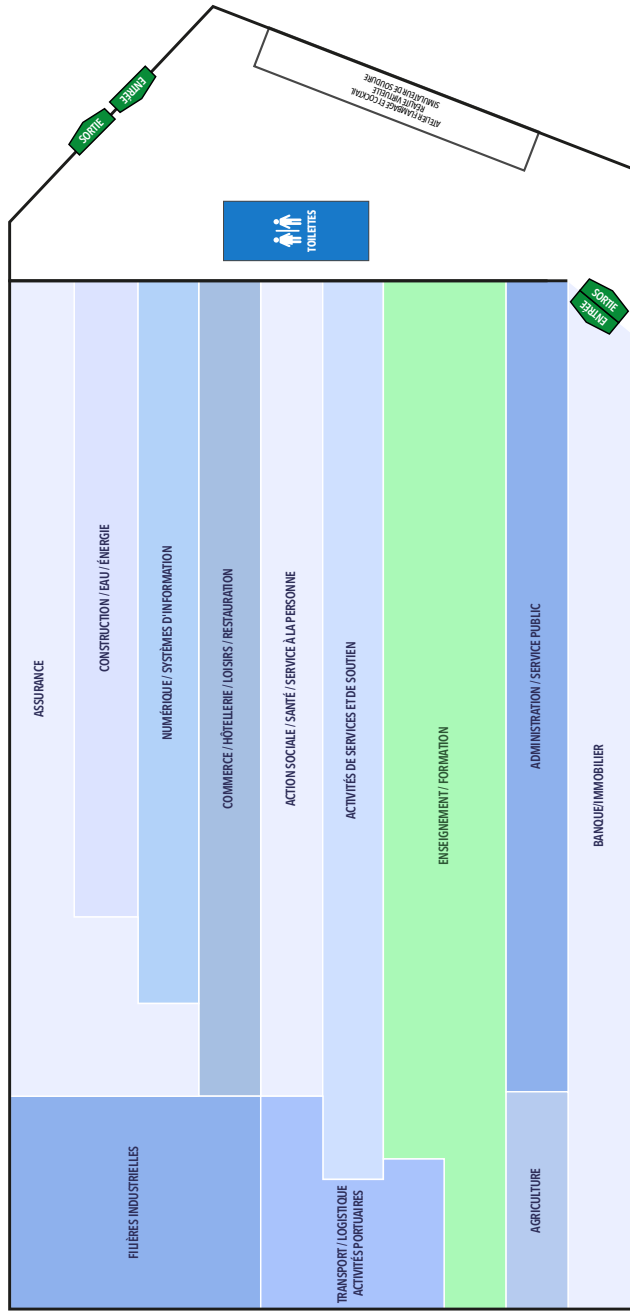 ENTRÉE
SORTIE
ATELIER FLAMBAGE ET COCKTAIL
RÉALITÉ VIRTUELLE
SIMULATEUR DE SOUDURE
TOILETTES
SORTIE
ENTRÉE
ASSURANCE
CONSTRUCTION / EAU / ÉNERGIE
NUMÉRIQUE / SYSTÈMES D'INFORMATION
COMMERCE / HÔTELLERIE / LOISIRS / RESTAURATION
ACTION SOCIALE / SANTÉ / SERVICE À LA PERSONNE
ACTIVITÉS DE SERVICES ET DE SOUTIEN
ENSEIGNEMENT / FORMATION
ADMINISTRATION / SERVICE PUBLIC
BANQUE/IMMOBILIER
FILIÈRES INDUSTRIELLES
TRANSPORT / LOGISTIQUE
ACTIVITÉS PORTUAIRES
AGRICULTURE